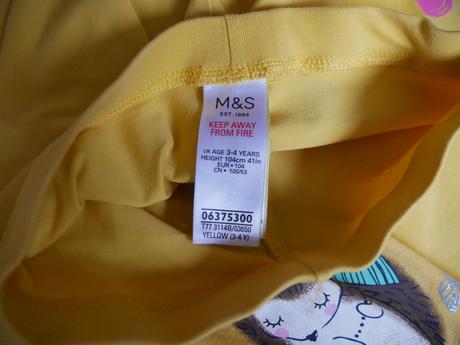 M&S
EST. 1884
KEEP AWAY
FROM FIRE
UK AGE 3-4 YEARS
HEIGHT 104cm 41in
EUR • 104
CN • 100/53
06375300
T77 3114B/03650
YELLOW (3-4 Y)